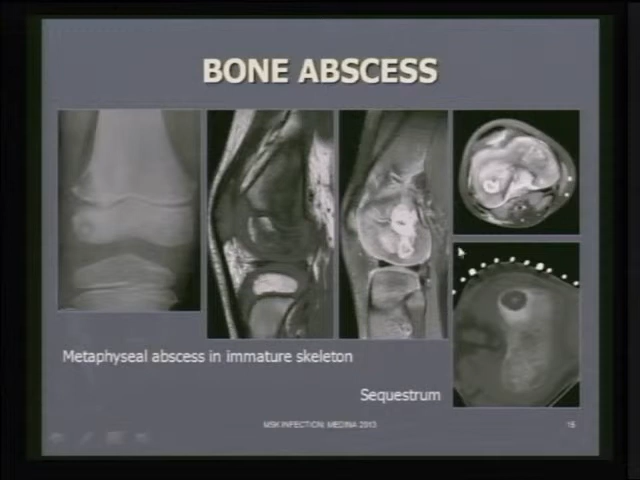 BONE ABSCESS
Metaphyseal abscess in immature skeleton
Sequestrum
MSK INFECTION MEDINA 2013
15